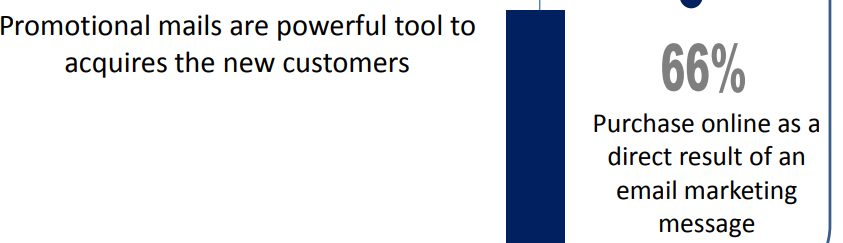 Promotional mails are powerful tool to
acquires the new customers
66%
Purchase online as a
direct result of an
email marketing
message